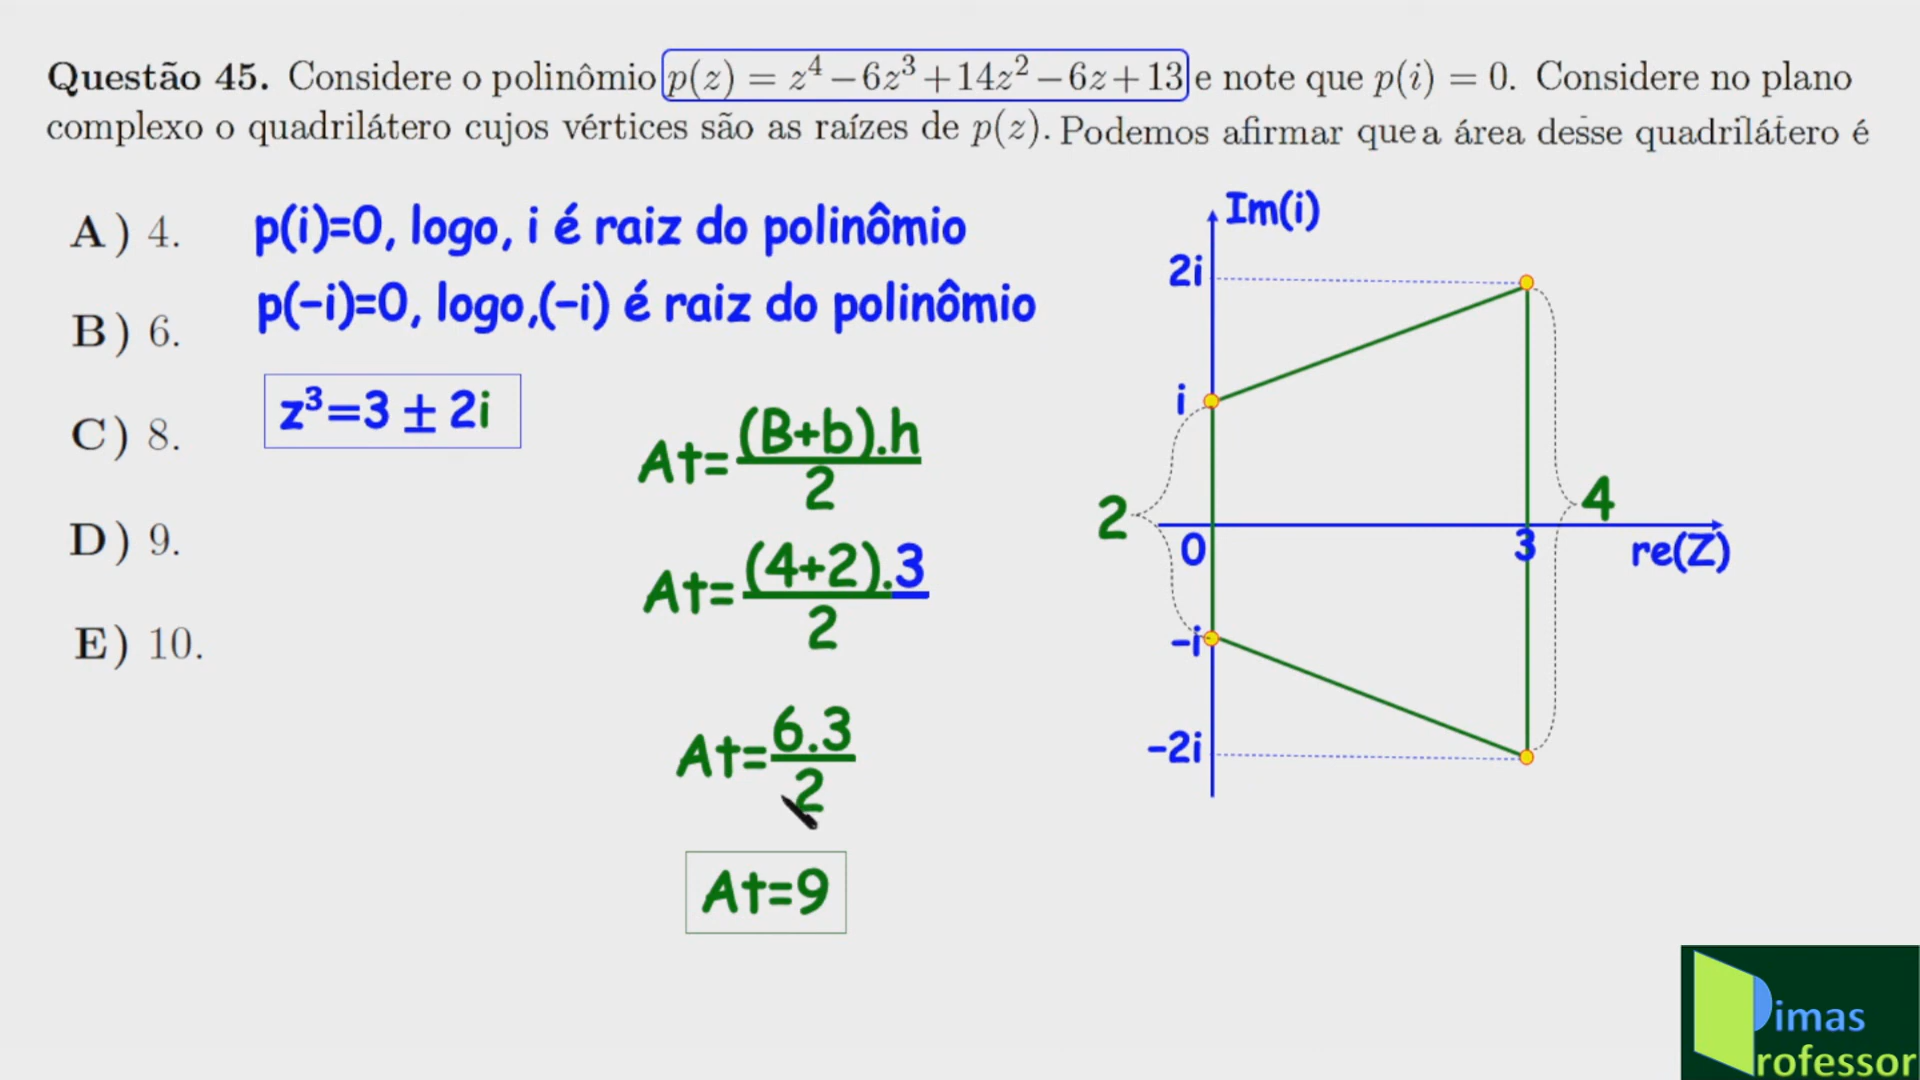 Questão 45. Considere o polinômio p(z) = z⁴ − 6z³ + 14z² − 6z + 13 e note que p(i) = 0. Considere no plano
complexo o quadrilátero cujos vértices são as raízes de p(z). Podemos afirmar que a área desse quadrilátero é
A) 4.
p(i)=0, logo, i é raiz do polinômio
B) 6.
p(−i)=0, logo,(−i) é raiz do polinômio
C) 8.
z³=3 ± 2i
D) 9.
E) 10.
At=(B+b).h
2
At=(4+2).3
2
At=6.3
2
At=9
Im(i)
2i
i
2
4
0
3
re(Z)
-i
-2i
Dimas
Professor